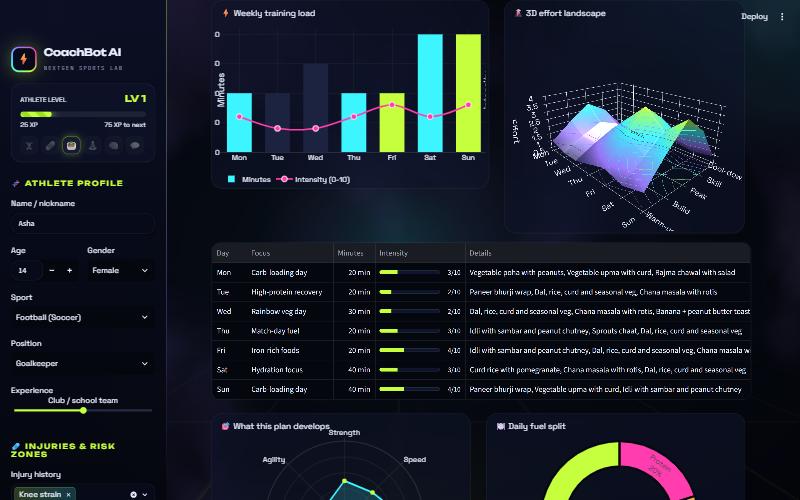 CoachBot AI
NEXTGEN SPORTS LAB
ATHLETE LEVEL LV 1
25 XP 75 XP to next
ATHLETE PROFILE
Name / nickname
Asha
Age Gender
14 Female
Sport
Football (Soccer)
Position
Goalkeeper
Experience
Club / school team
INJURIES & RISK
ZONES
Injury history
Knee strain ×
Deploy
Weekly training load
Minutes
Mon Tue Wed Thu Fri Sat Sun
Minutes Intensity (0-10)
3D effort landscape
Effort
Mon
Tue
Wed
Thu
Fri
Sat
Sun
Warm-up
Build
Peak
Skill
Cool-down
Day Focus Minutes Intensity Details
Mon Carb-loading day 20 min 3/10 Vegetable poha with peanuts, Vegetable upma with curd, Rajma chawal with salad
Tue High-protein recovery 20 min 2/10 Paneer bhurji wrap, Dal, rice, curd and seasonal veg, Chana masala with rotis
Wed Rainbow veg day 30 min 2/10 Dal, rice, curd and seasonal veg, Chana masala with rotis, Banana + peanut butter toast
Thu Match-day fuel 20 min 3/10 Idli with sambar and peanut chutney, Sprouts chaat, Dal, rice, curd and seasonal veg
Fri Iron-rich foods 20 min 4/10 Idli with sambar and peanut chutney, Dal, rice, curd and seasonal veg, Chana masala w
Sat Hydration focus 40 min 3/10 Curd rice with pomegranate, Chana masala with rotis, Dal, rice, curd and seasonal veg
Sun Carb-loading day 40 min 4/10 Paneer bhurji wrap, Vegetable upma with curd, Idli with sambar and peanut chutney
What this plan develops
Strength
Agility Speed
Daily fuel split
Protein
20%